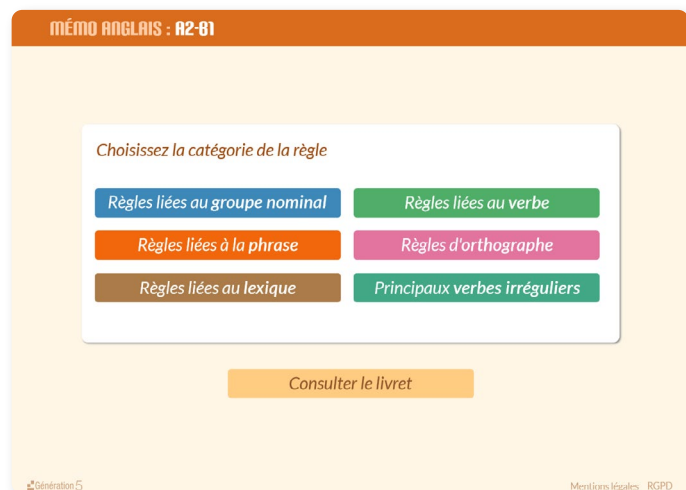 MÉMO ANGLAIS : A2-B1
Choisissez la catégorie de la règle
Règles liées au groupe nominal
Règles liées au verbe
Règles liées à la phrase
Règles d'orthographe
Règles liées au lexique
Principaux verbes irréguliers
Consulter le livret
Génération 5
Mentions légales RGPD